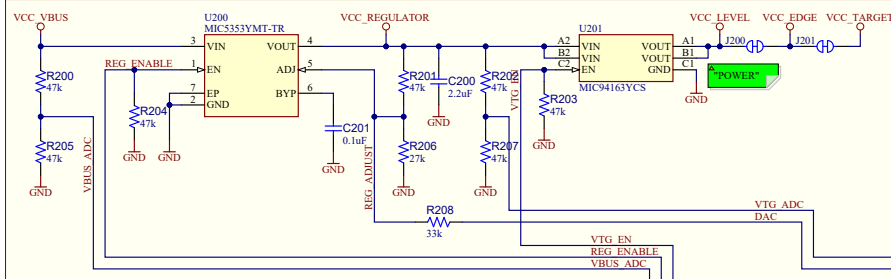 VCC_VBUS
U200
MIC5353YMT-TR
VCC_REGULATOR
U201
VCC_LEVEL
VCC_EDGE
VCC_TARGET
3 VIN VOUT 4
REG_ENABLE 1 EN ADJ 5
7 EP BYP 6
2 GND
A2 VIN VOUT A1
B2 VIN VOUT B1
C2 EN GND C1
MIC94163YCS
J200
J201
"POWER"
R200
47k
R204
47k
R205
47k
C201
0.1uF
R201
47k
C200
2.2uF
R202
47k
VTG_EN
R203
47k
R206
27k
R207
47k
GND
GND
GND
GND
GND
GND
GND
GND
GND
VBUS_ADC
REG_ADJUST
R208
33k
VTG_ADC
DAC
VTG_EN
REG_ENABLE
VBUS_ADC